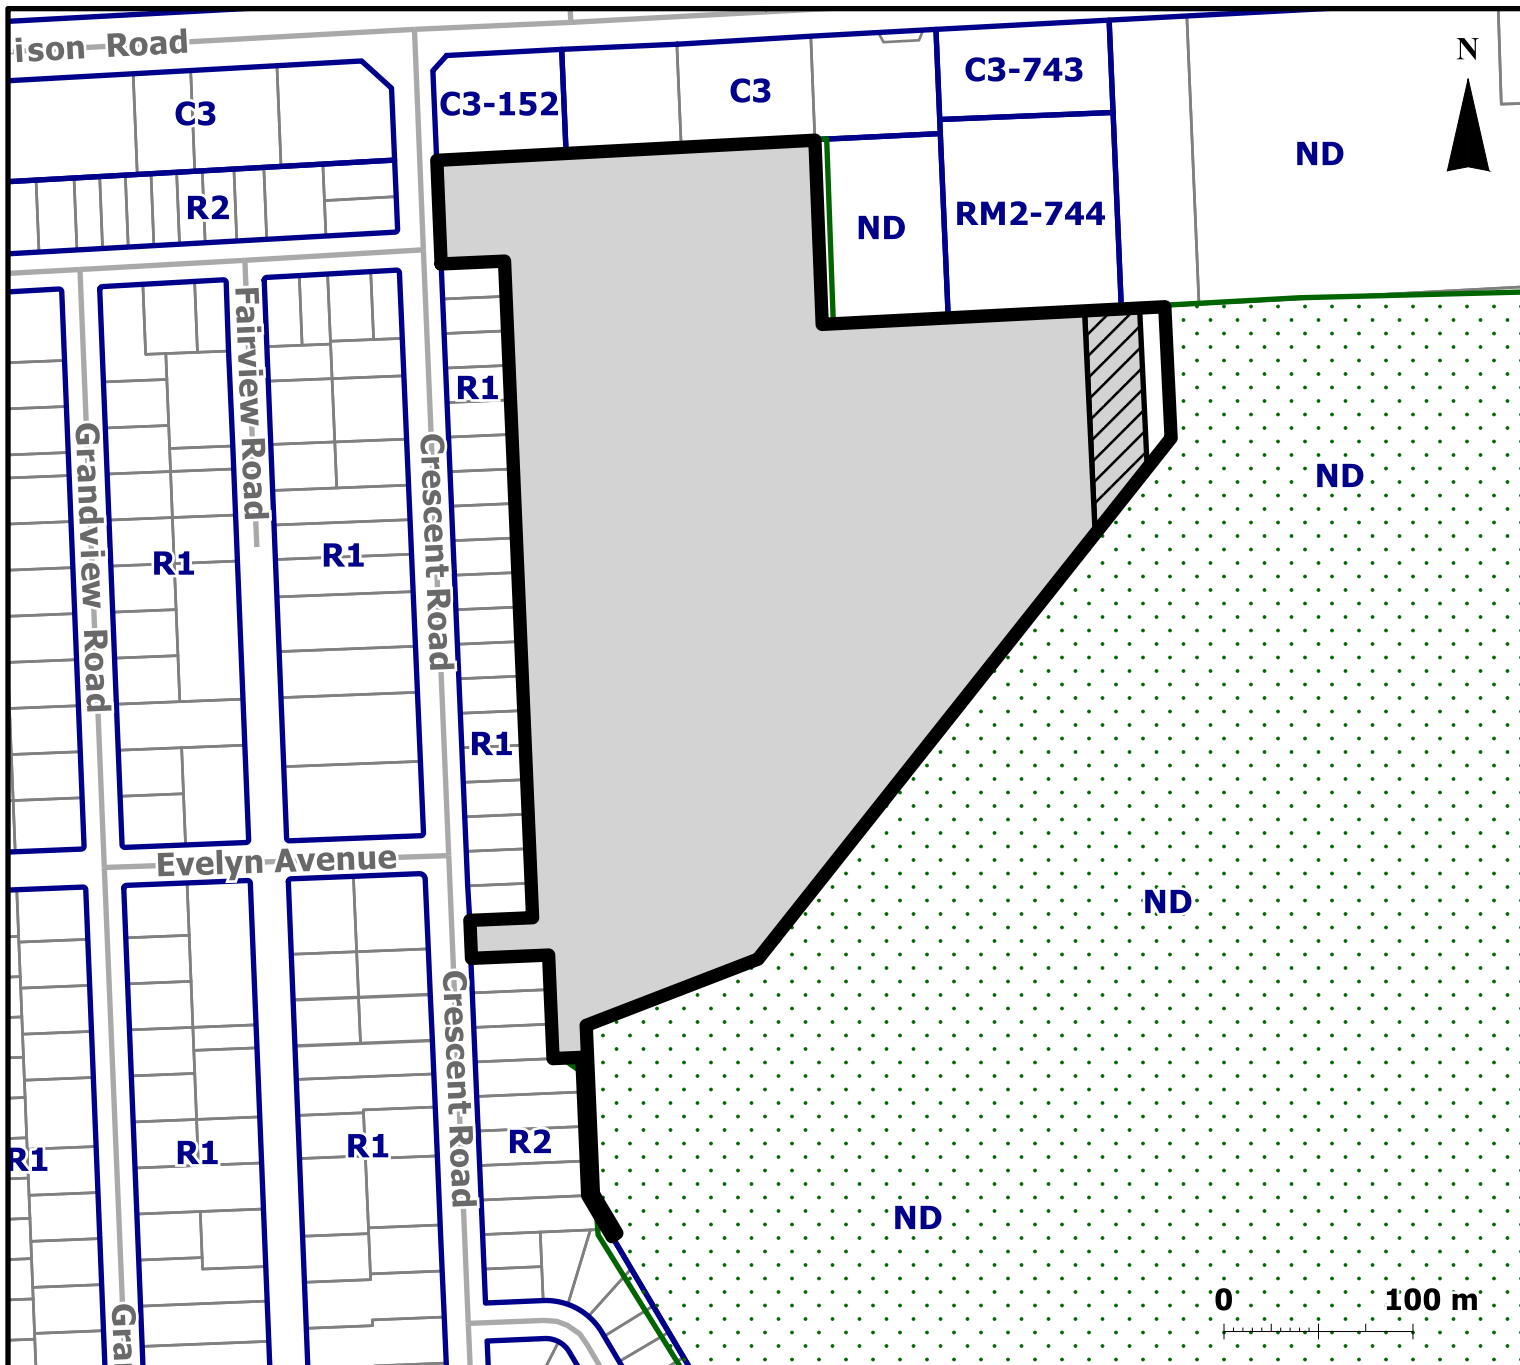 ison Road
N
C3-743
C3
C3-152
C3
ND
R2
RM2-744
ND
Fairview Road
R1
Grandview Road
Crescent Road
ND
R1
R1
R1
Evelyn Avenue
ND
Crescent Road
R2
R1
R1
R1
ND
0
100 m
Gra